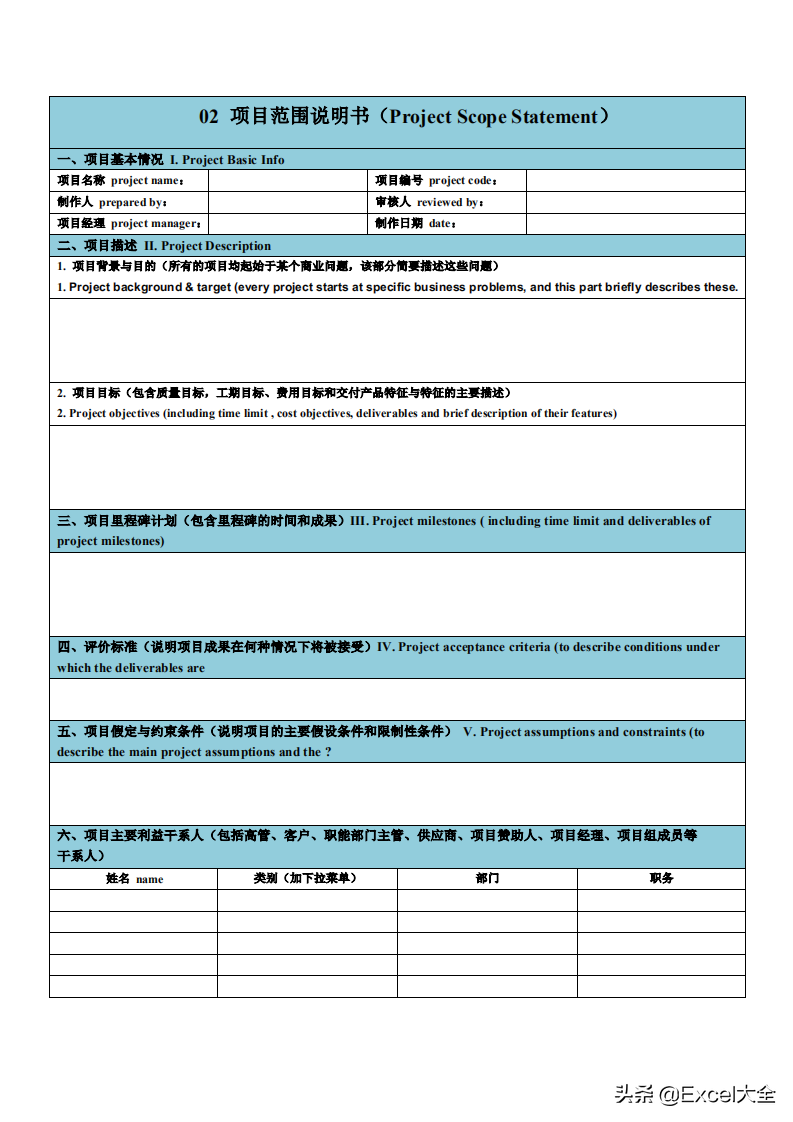 02 项目范围说明书（Project Scope Statement）
一、项目基本情况 I. Project Basic Info
项目名称 project name： 项目编号 project code：
制作人 prepared by： 审核人 reviewed by：
项目经理 project manager： 制作日期 date：
二、项目描述 II. Project Description
1. 项目背景与目的（所有的项目均起始于某个商业问题，该部分简要描述这些问题）
1. Project background & target (every project starts at specific business problems, and this part briefly describes these.
2. 项目目标（包含质量目标，工期目标、费用目标和交付产品特征与特征的主要描述）
2. Project objectives (including time limit , cost objectives, deliverables and brief description of their features)
三、项目里程碑计划（包含里程碑的时间和成果）III. Project milestones ( including time limit and deliverables of
project milestones)
四、评价标准（说明项目成果在何种情况下将被接受）IV. Project acceptance criteria (to describe conditions under
which the deliverables are
五、项目假定与约束条件（说明项目的主要假设条件和限制性条件） V. Project assumptions and constraints (to
describe the main project assumptions and the ?
六、项目主要利益干系人（包括高管、客户、职能部门主管、供应商、项目赞助人、项目经理、项目组成员等
干系人）
姓名 name 类别（加下拉菜单） 部门 职务
头条 @Excel大全